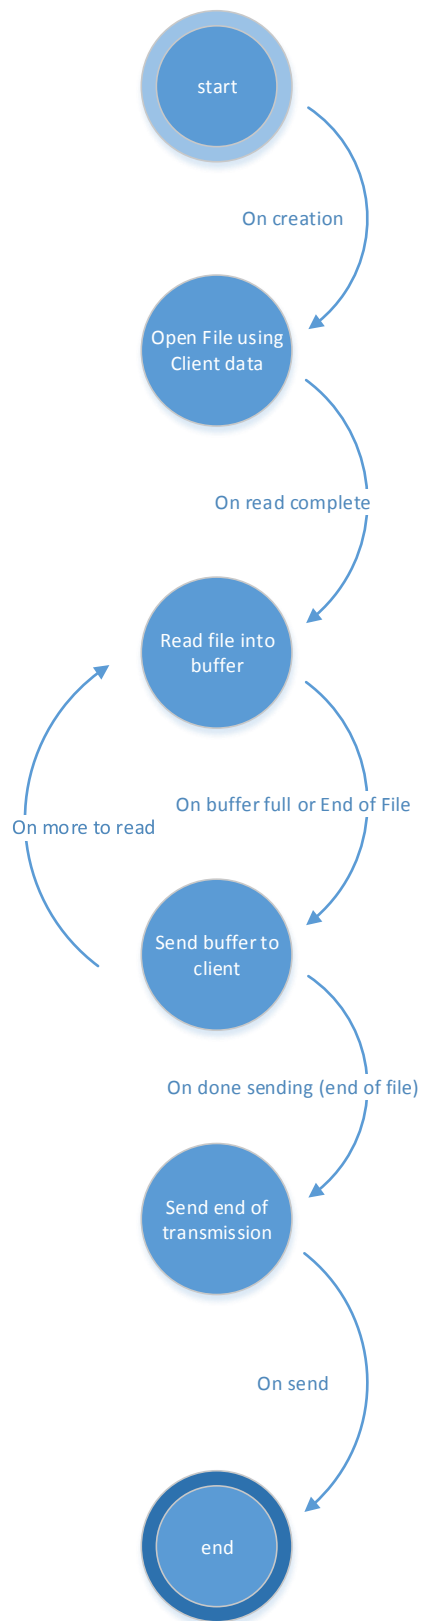 start
On creation
Open File using
Client data
On read complete
Read file into
buffer
On buffer full or End of File
On more to read
Send buffer to
client
On done sending (end of file)
Send end of
transmission
On send
end